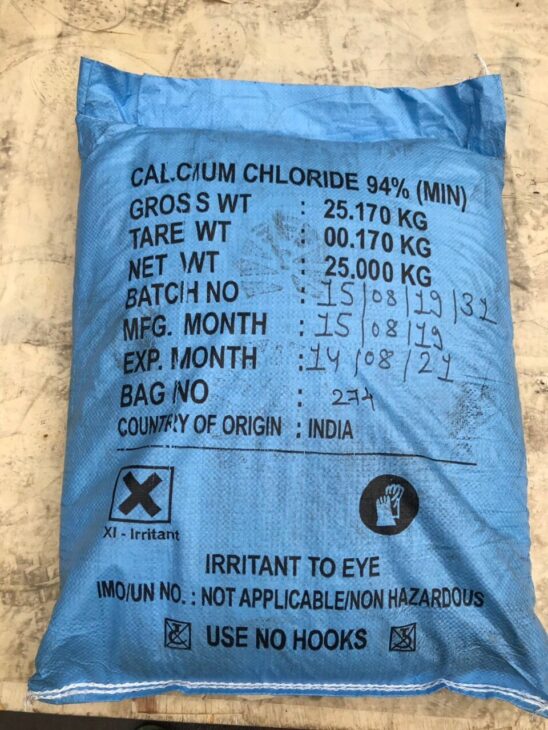 CALCIUM CHLORIDE 94% (MIN)
GROSS WT : 25.170 KG
TARE WT : 00.170 KG
NET WT : 25.000 KG
BATCH NO : 15/08/19/31
MFG. MONTH : 15/08/19
EXP. MONTH : 14/08/21
BAG NO : 274
COUNTRY OF ORIGIN : INDIA
XI - Irritant
IRRITANT TO EYE
IMO/UN NO. : NOT APPLICABLE/NON HAZARDOUS
USE NO HOOKS